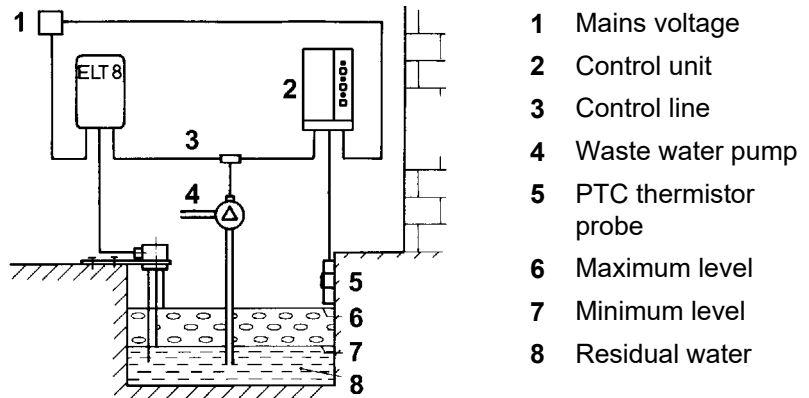 1
ELT 8
2
3
4
5
6
7
8
1 Mains voltage
2 Control unit
3 Control line
4 Waste water pump
5 PTC thermistor
probe
6 Maximum level
7 Minimum level
8 Residual water